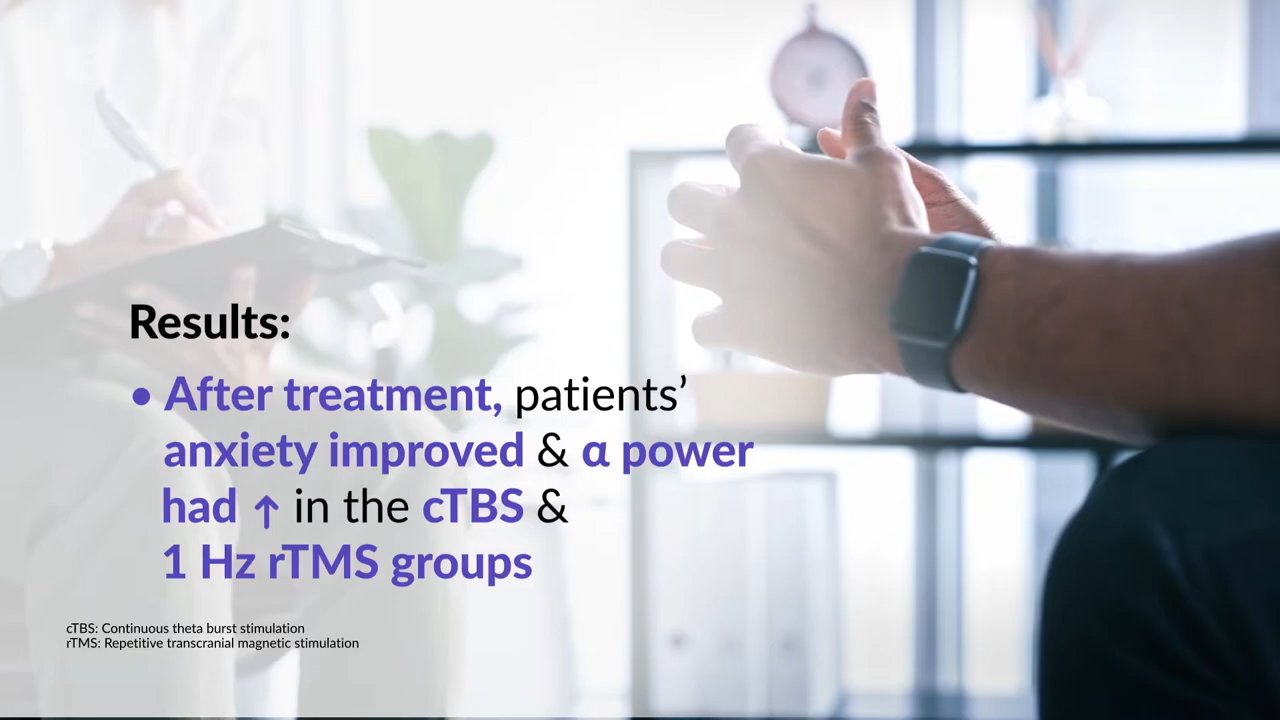 Results:
• After treatment, patients’
anxiety improved & α power
had ↑ in the cTBS &
1 Hz rTMS groups
cTBS: Continuous theta burst stimulation
rTMS: Repetitive transcranial magnetic stimulation